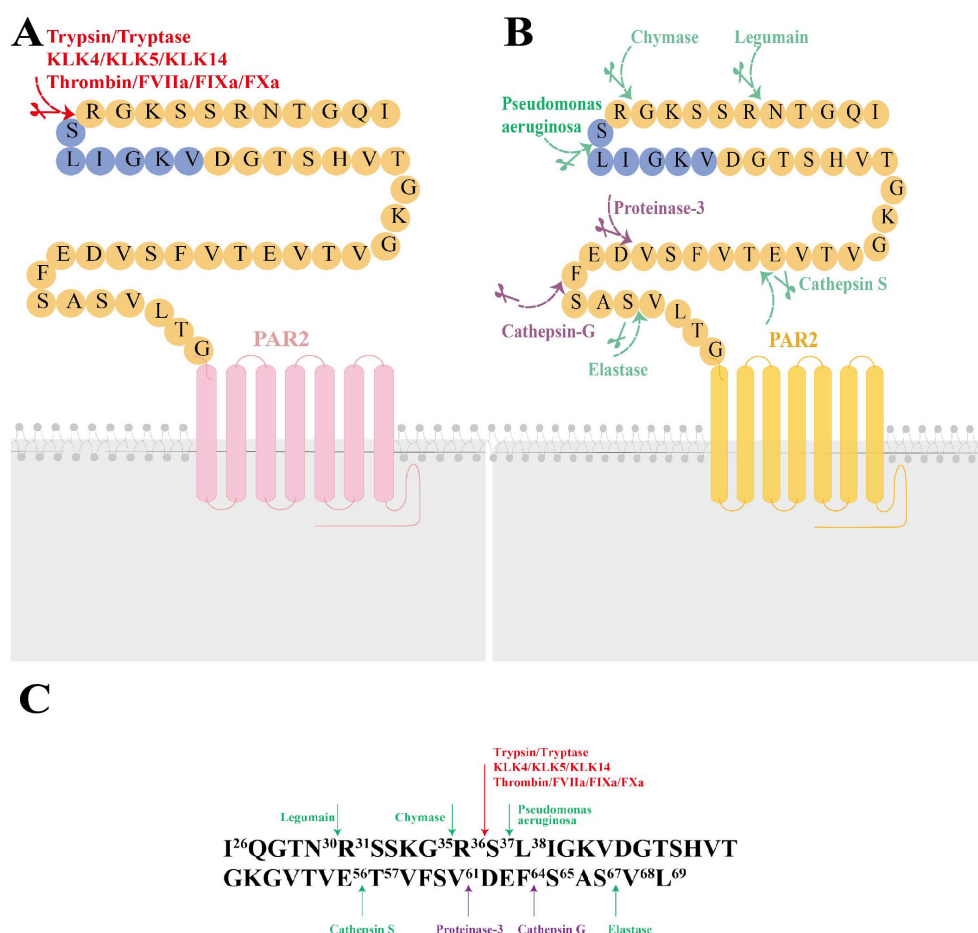 A
Trypsin/Tryptase
KLK4/KLK5/KLK14
Thrombin/FVIIa/FIXa/FXa
R G K S S R N T G Q I
S
L I G K V D G T S H V T
G
K
G
E D V S F V T E V T V
F
S A S V L
T
G
PAR2
B
Chymase
Legumain
Pseudomonas
aeruginosa
R G K S S R N T G Q I
S
L I G K V D G T S H V T
G
K
G
Proteinase-3
E D V S F V T E V T V
F
Cathepsin S
S A S V L
T
G
Cathepsin-G
Elastase
PAR2
C
Trypsin/Tryptase
KLK4/KLK5/KLK14
Thrombin/FVIIa/FIXa/FXa
Legumain
Chymase
Pseudomonas
aeruginosa
I²⁶QGTN³⁰R³¹SSKG³⁵R³⁶S³⁷L³⁸IGKVDGTSHVT
GKGVTVE⁵⁶T⁵⁷VFSV⁶¹DEF⁶⁴S⁶⁵AS⁶⁷V⁶⁸L⁶⁹
Cathepsin S
Proteinase-3
Cathepsin G
Elastase